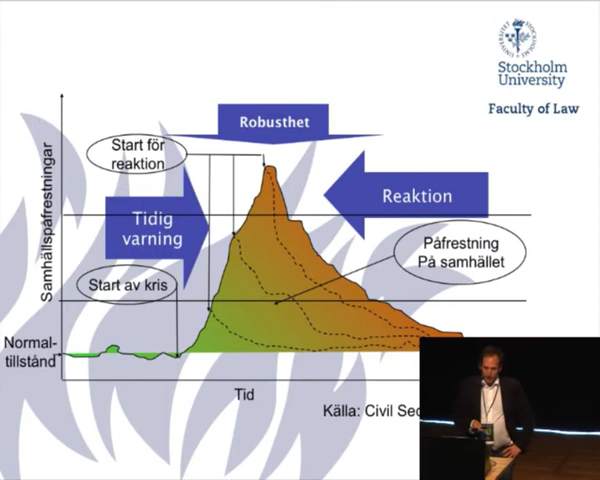 Stockholm
University
Faculty of Law
Robusthet
Start för
reaktion
Reaktion
Tidig
varning
Påfrestning
På samhället
Start av kris
Samhällspåfrestningar
Normal-
tillstånd
Tid
Källa: Civil